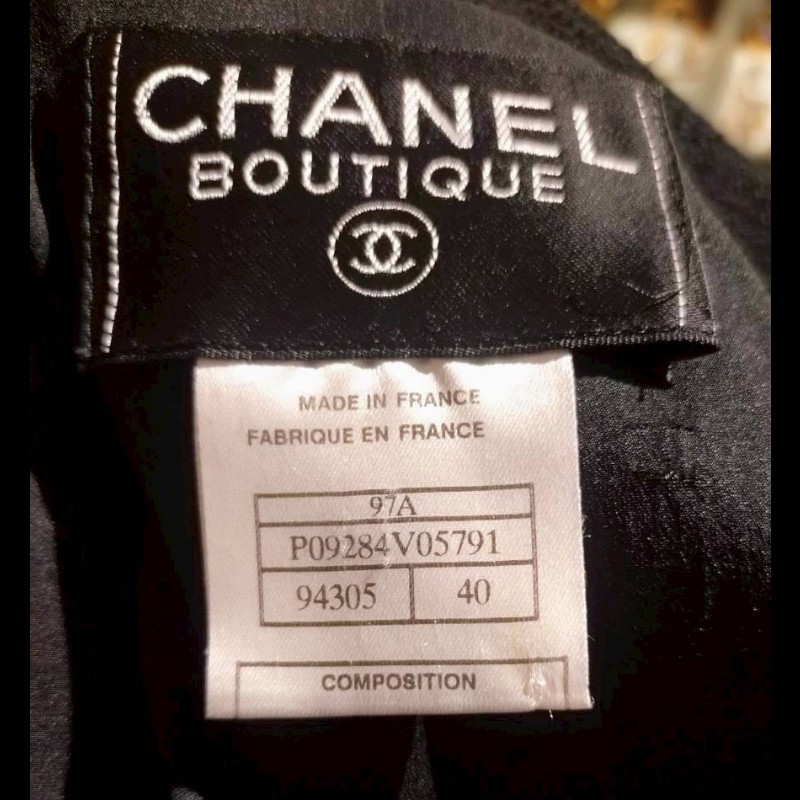 CHANEL
BOUTIQUE
MADE IN FRANCE
FABRIQUE EN FRANCE
97A
P09284V05791
94305 40
COMPOSITION